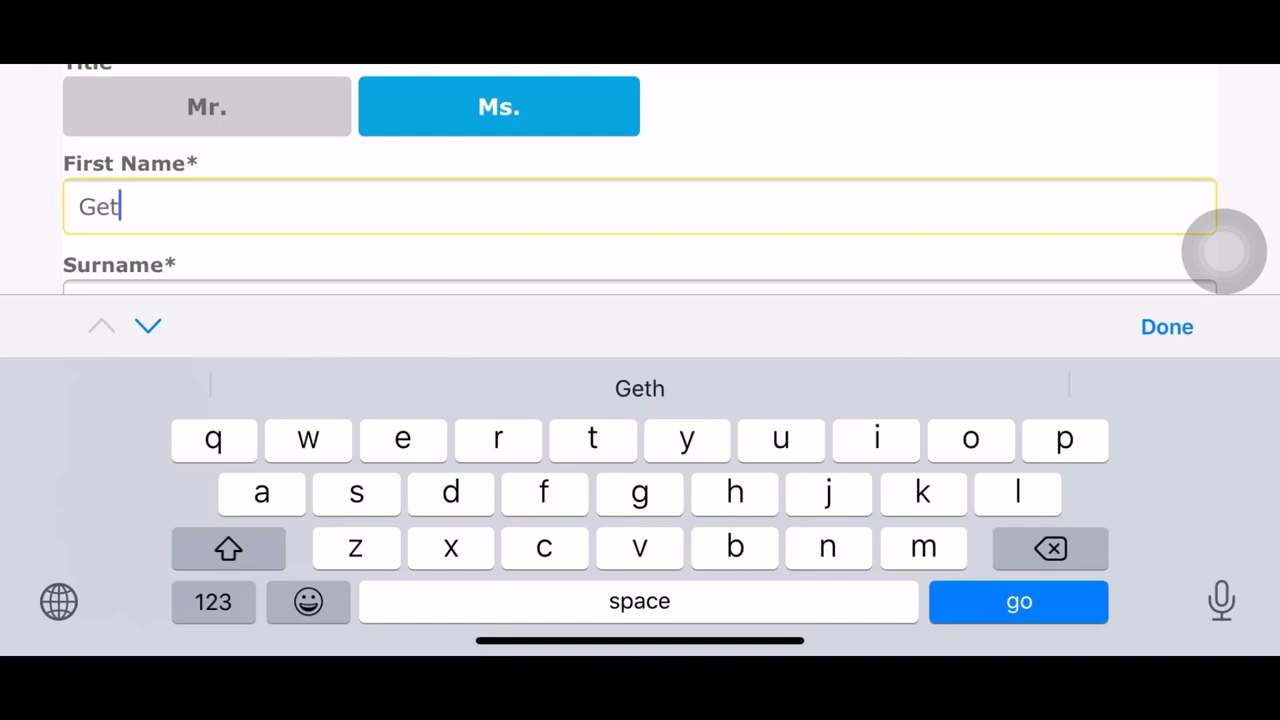 Title
Mr. Ms.
First Name*
Get
Surname*
Done
Geth
q w e r t y u i o p
a s d f g h j k l
z x c v b n m
123 space go